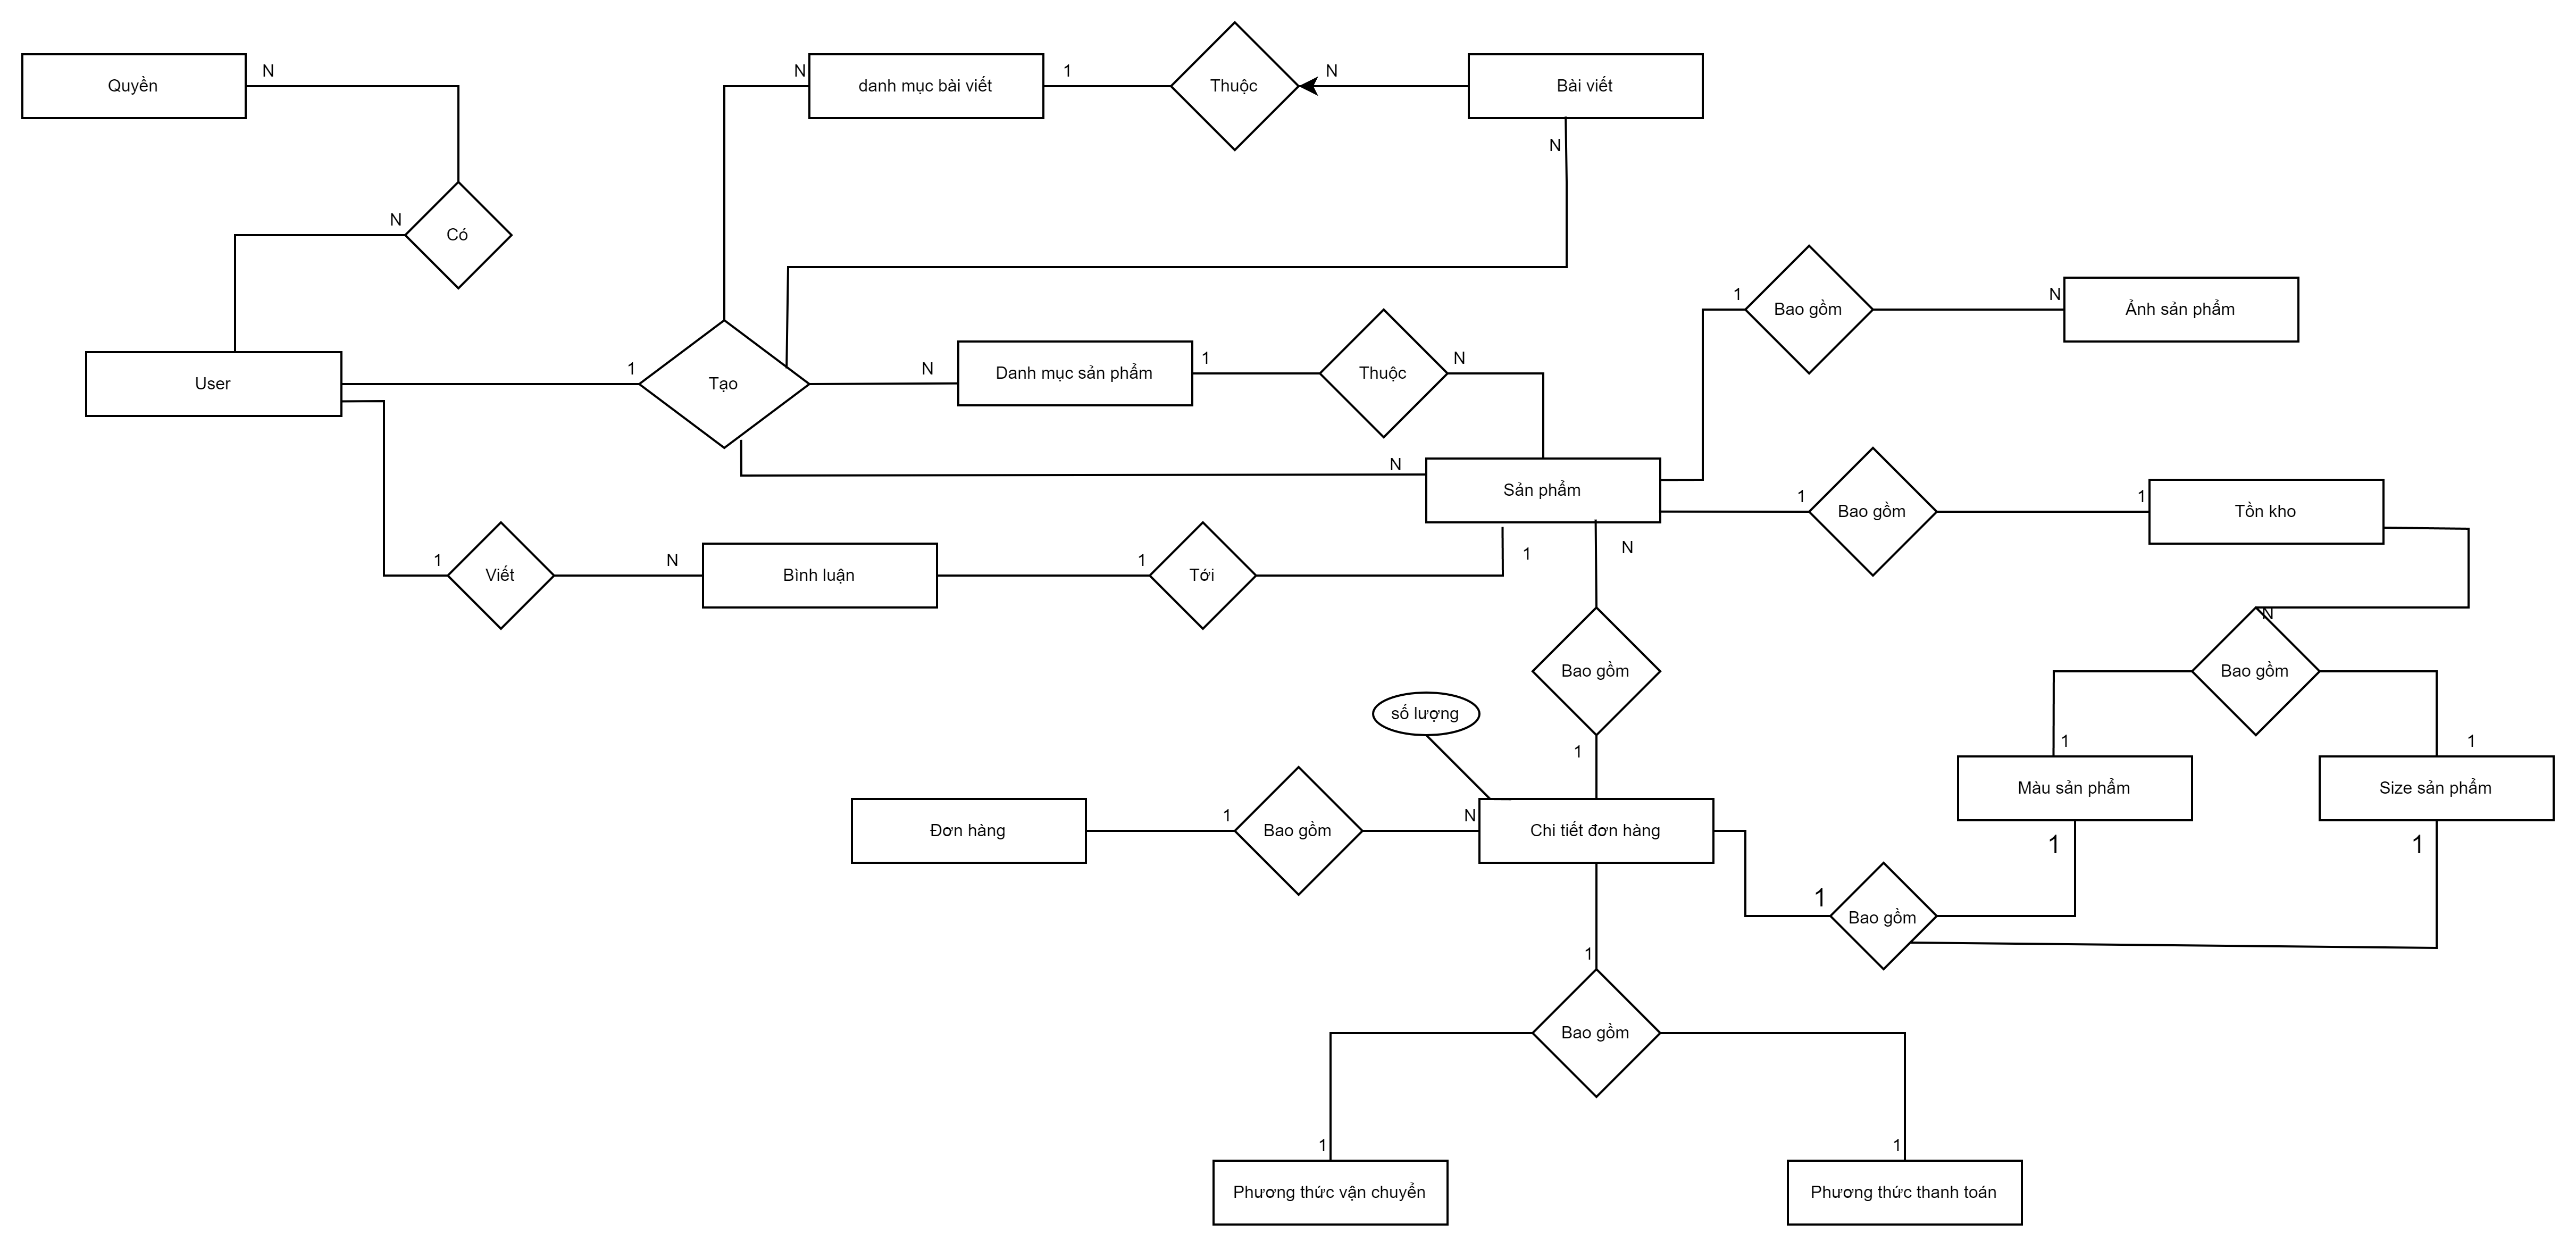 Quyền
N
danh mục bài viết
N
1
Thuộc
N
Bài viết
N
N
Có
1
Bao gồm
N
Ảnh sản phẩm
User
1
Tạo
N
Danh mục sản phẩm
1
Thuộc
N
N
Sản phẩm
1
Bao gồm
1
Tồn kho
1
Viết
N
Bình luận
1
Tới
1
N
N
Bao gồm
Bao gồm
số lượng
1
1
1
Màu sản phẩm
Size sản phẩm
Đơn hàng
1
Bao gồm
N
Chi tiết đơn hàng
1
1
1
Bao gồm
1
Bao gồm
1
1
Phương thức vận chuyển
Phương thức thanh toán